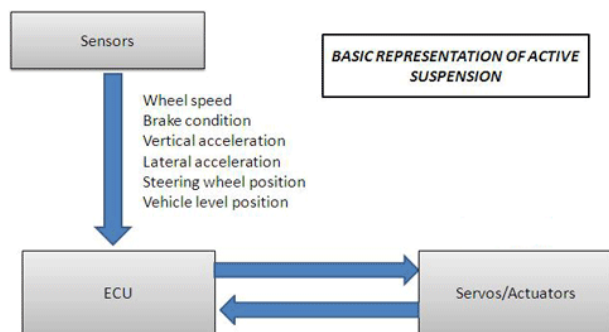 Sensors
BASIC REPRESENTATION OF ACTIVE
SUSPENSION
Wheel speed
Brake condition
Vertical acceleration
Lateral acceleration
Steering wheel position
Vehicle level position
ECU
Servos/Actuators